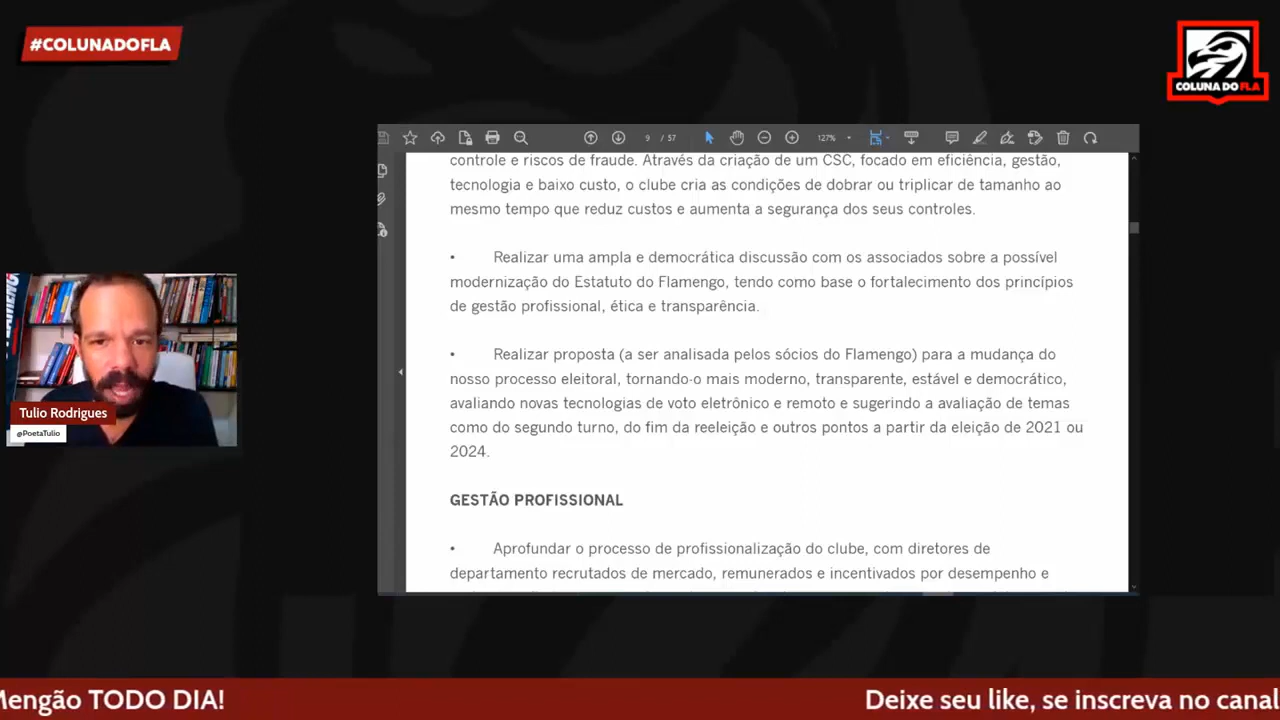 #COLUNADOFLA
COLUNA DO FLA
9 / 57
127%
controle e riscos de fraude. Através da criação de um CSC, focado em eficiência, gestão,
tecnologia e baixo custo, o clube cria as condições de dobrar ou triplicar de tamanho ao
mesmo tempo que reduz custos e aumenta a segurança dos seus controles.
• Realizar uma ampla e democrática discussão com os associados sobre a possível
modernização do Estatuto do Flamengo, tendo como base o fortalecimento dos princípios
de gestão profissional, ética e transparência.
• Realizar proposta (a ser analisada pelos sócios do Flamengo) para a mudança do
nosso processo eleitoral, tornando-o mais moderno, transparente, estável e democrático,
avaliando novas tecnologias de voto eletrônico e remoto e sugerindo a avaliação de temas
como do segundo turno, do fim da reeleição e outros pontos a partir da eleição de 2021 ou
2024.
GESTÃO PROFISSIONAL
• Aprofundar o processo de profissionalização do clube, com diretores de
departamento recrutados de mercado, remunerados e incentivados por desempenho e
Tulio Rodrigues
@PoetaTulio
Mengão TODO DIA!
Deixe seu like, se inscreva no canal